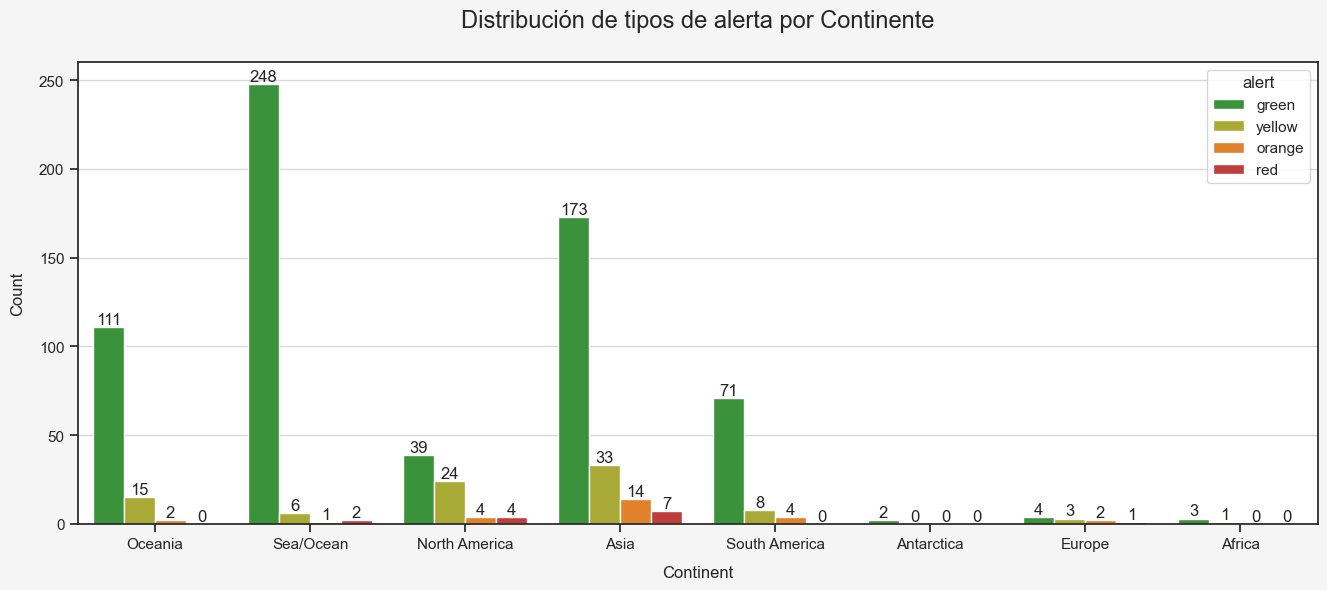 Distribución de tipos de alerta por Continente
alert
green
yellow
orange
red
Count
250
200
150
100
50
0
111 15 2 0
248 6 1 2
39 24 4 4
173 33 14 7
71 8 4 0
2 0 0 0
4 3 2 1
3 1 0 0
Oceania Sea/Ocean North America Asia South America Antarctica Europe Africa
Continent